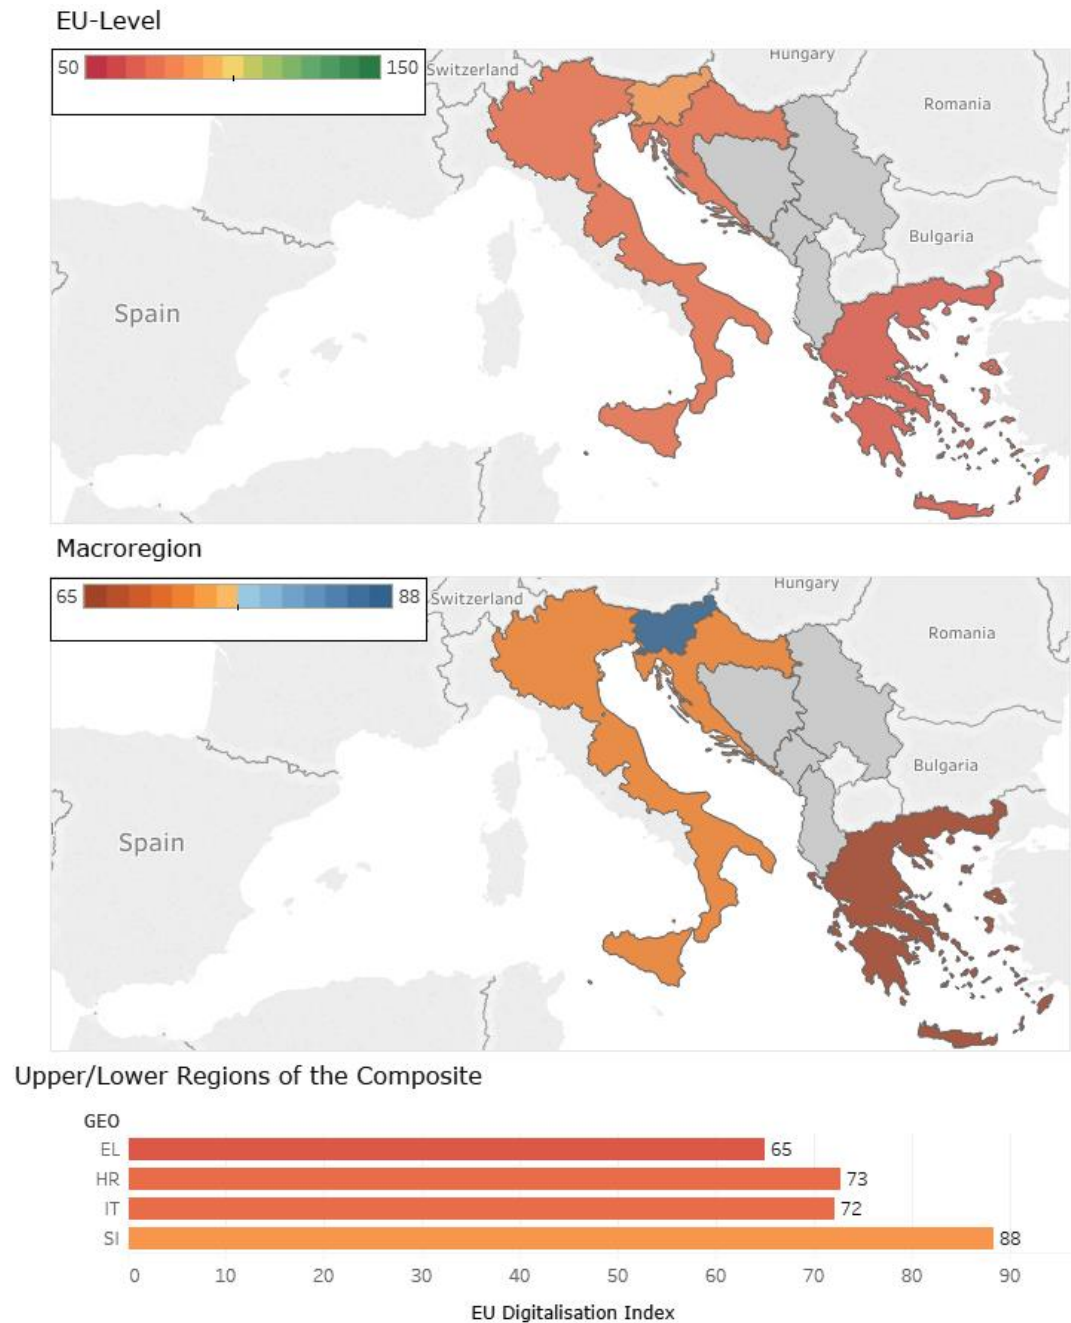 EU-Level
50 150
Switzerland
Hungary
Romania
Bulgaria
Spain
Macroregion
65 88
Switzerland
Hungary
Romania
Bulgaria
Spain
Upper/Lower Regions of the Composite
GEO
EL 65
HR 73
IT 72
SI 88
0 10 20 30 40 50 60 70 80 90
EU Digitalisation Index